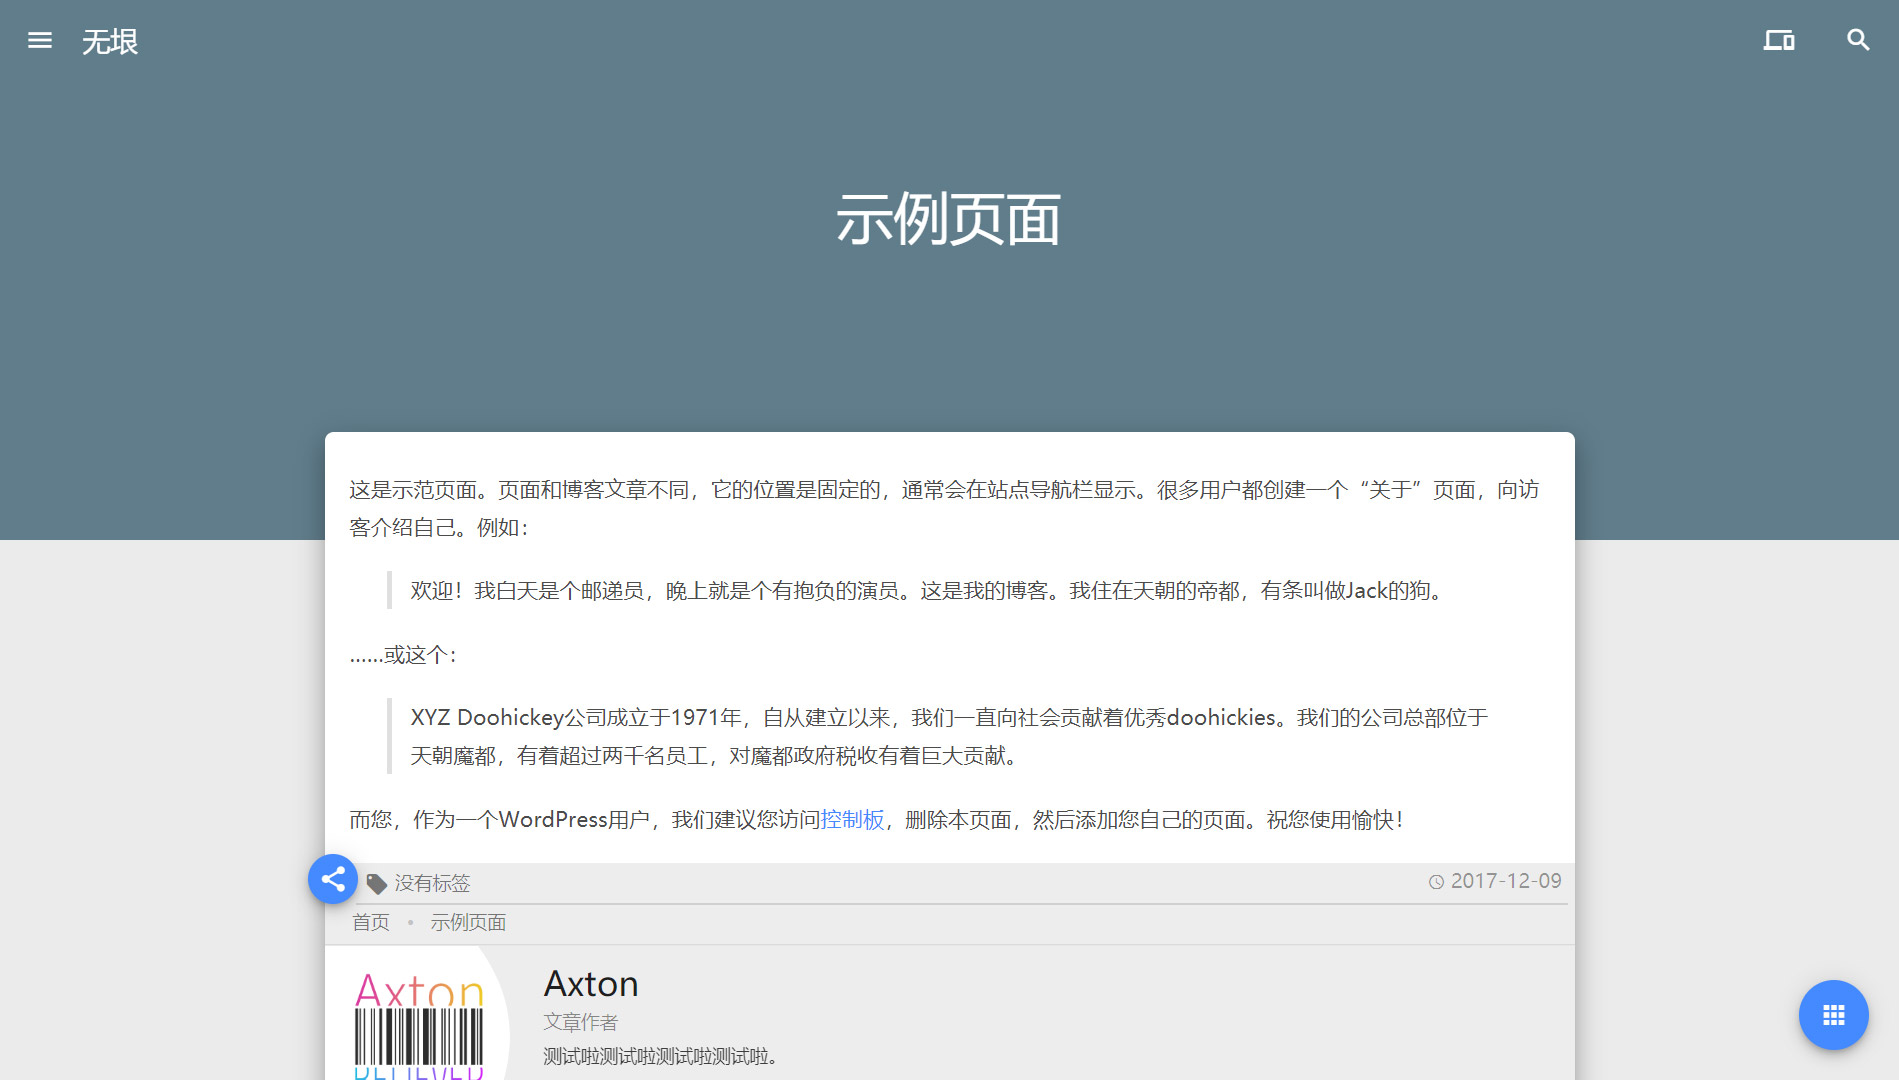 无垠
示例页面
这是示范页面。页面和博客文章不同，它的位置是固定的，通常会在站点导航栏显示。很多用户都创建一个“关于”页面，向访
客介绍自己。例如：
欢迎！我白天是个邮递员，晚上就是个有抱负的演员。这是我的博客。我住在天朝的帝都，有条叫做Jack的狗。
……或这个：
XYZ Doohickey公司成立于1971年，自从建立以来，我们一直向社会贡献着优秀doohickies。我们的公司总部位于
天朝魔都，有着超过两千名员工，对魔都政府税收有着巨大贡献。
而您，作为一个WordPress用户，我们建议您访问控制板，删除本页面，然后添加您自己的页面。祝您使用愉快！
没有标签
2017-12-09
首页 • 示例页面
Axton
BELIEVER
Axton
文章作者
测试啦测试啦测试啦测试啦。